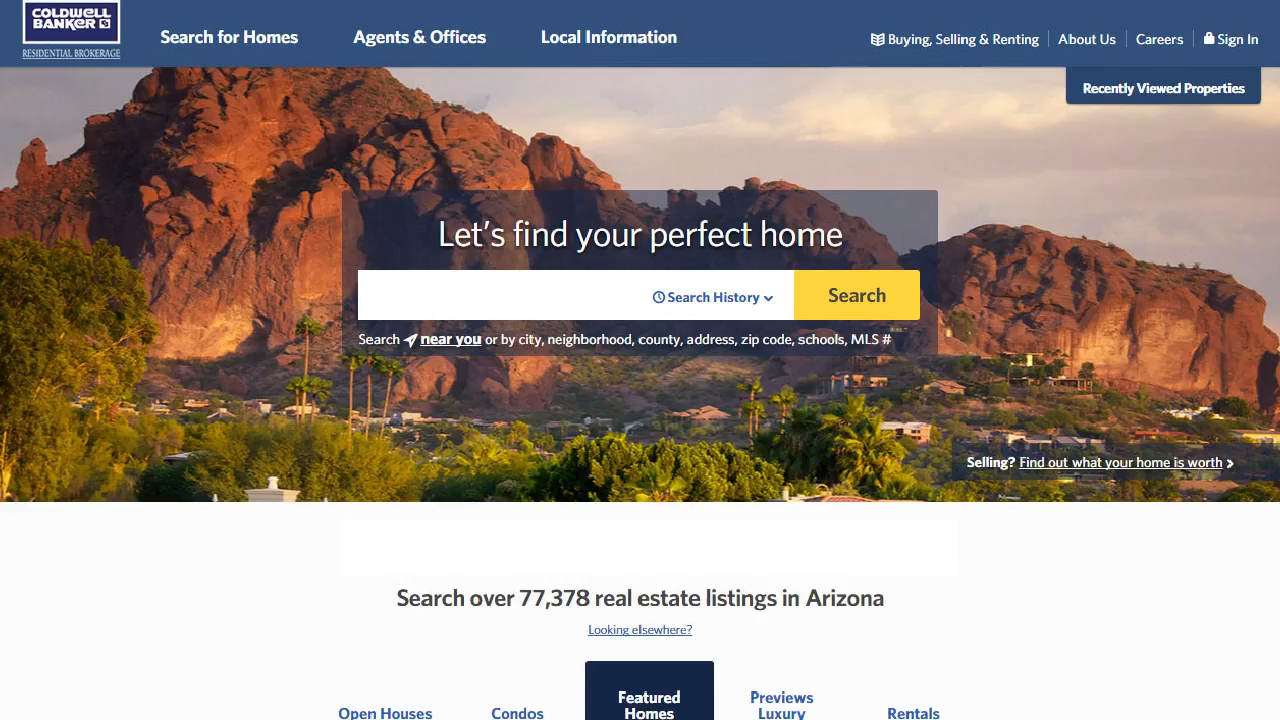 COLDWELL
BANKER
RESIDENTIAL BROKERAGE
Search for Homes
Agents & Offices
Local Information
Buying, Selling & Renting
About Us
Careers
Sign In
Recently Viewed Properties
Let's find your perfect home
Search History
Search
Search near you or by city, neighborhood, county, address, zip code, schools, MLS #
Selling? Find out what your home is worth
Search over 77,378 real estate listings in Arizona
Looking elsewhere?
Open Houses
Condos
Featured
Homes
Previews
Luxury
Rentals